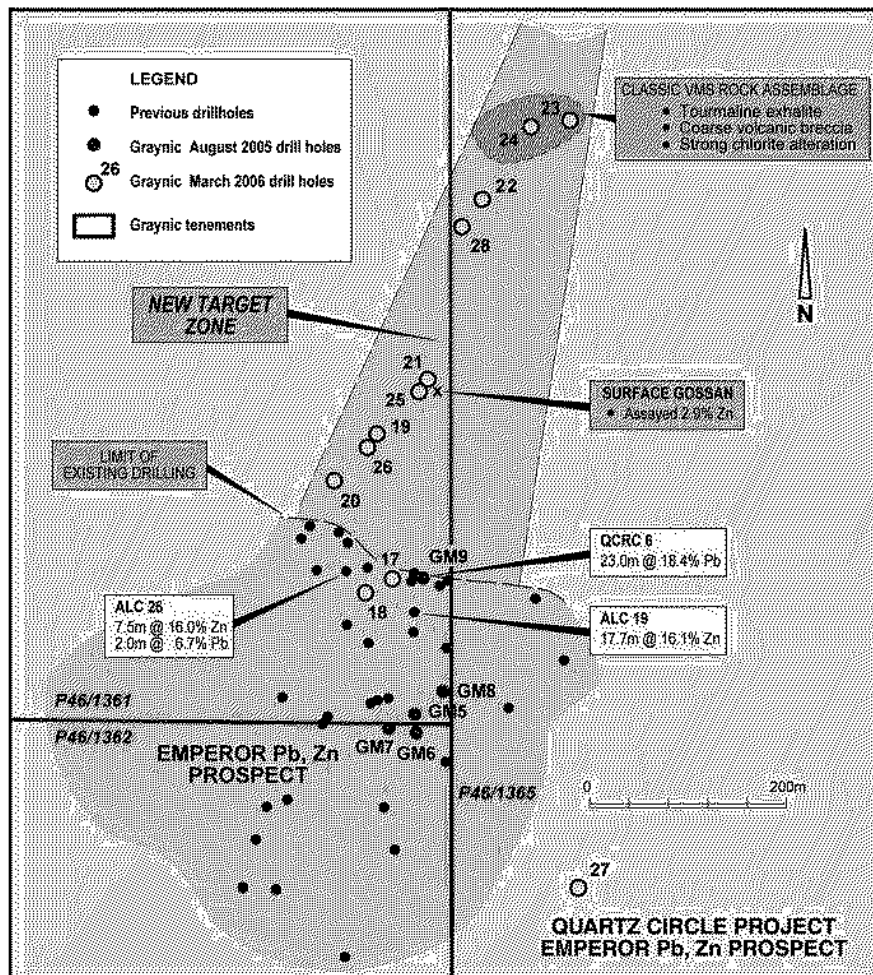 LEGEND
Previous drillholes
Graynic August 2005 drill holes
26
Graynic March 2006 drill holes
Graynic tenements
CLASSIC VMS ROCK ASSEMBLAGE
• Tourmaline exhalite
• Coarse volcanic breccia
• Strong chlorite alteration
23
24
22
28
N
NEW TARGET
ZONE
21
25
x
SURFACE GOSSAN
• Assayed 2.9% Zn
19
26
20
LIMIT OF
EXISTING DRILLING
17
GM9
QCRC 6
23.0m @ 18.4% Pb
18
ALC 26
7.5m @ 16.0% Zn
2.0m @ 6.7% Pb
ALC 19
17.7m @ 16.1% Zn
P46/1361
GM8
GM5
P46/1362
GM7
GM6
EMPEROR Pb, Zn
PROSPECT
P46/1365
0 200m
27
QUARTZ CIRCLE PROJECT
EMPEROR Pb, Zn PROSPECT